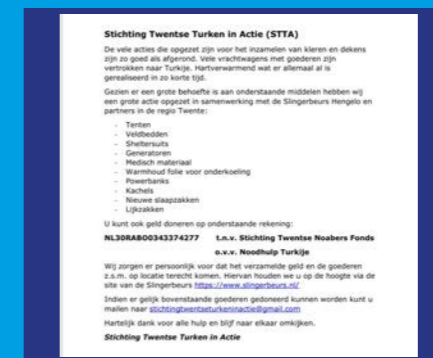 Stichting Twentse Turken in Actie (STTA)
De vele acties die opgezet zijn voor het inzamelen van kleren en dekens
zijn zo goed als afgerond. Vele vrachtwagens met goederen zijn
vertrokken naar Turkije. Hartverwarmend wat er allemaal al is
gerealiseerd in zo korte tijd.
Gezien er een grote behoefte is aan onderstaande middelen hebben wij
een grote actie opgezet in samenwerking met de Slingerbeurs Hengelo en
partners in de regio Twente:
- Tenten
- Veldbedden
- Sheltersuits
- Generatoren
- Medisch materiaal
- Warmhoud folie voor onderkoeling
- Powerbanks
- Kachels
- Nieuwe slaapzakken
- Lijkzakken
U kunt ook geld doneren op onderstaande rekening:
NL30RABO0343374277 t.n.v. Stichting Twentse Noabers Fonds
o.v.v. Noodhulp Turkije
Wij zorgen er persoonlijk voor dat het verzamelde geld en de goederen
z.s.m. op locatie terecht komen. Hiervan houden we u op de hoogte via de
site van de Slingerbeurs https://www.slingerbeurs.nl/
Indien er gelijk bovenstaande goederen gedoneerd kunnen worden kunt u
mailen naar stichtingtwentseturkeninactie@gmail.com
Hartelijk dank voor alle hulp en blijf naar elkaar omkijken.
Stichting Twentse Turken in Actie